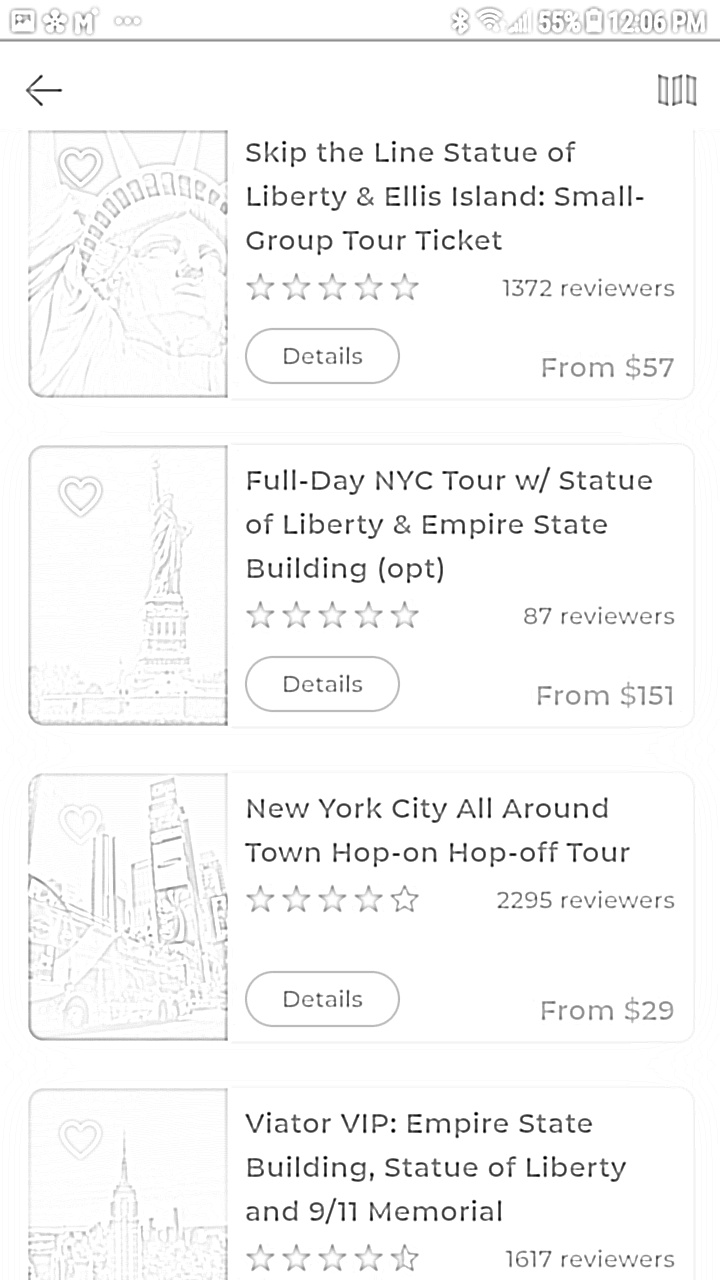 55% 12:06 PM
Skip the Line Statue of
Liberty & Ellis Island: Small-
Group Tour Ticket
1372 reviewers
Details
From $57
Full-Day NYC Tour w/ Statue
of Liberty & Empire State
Building (opt)
87 reviewers
Details
From $151
New York City All Around
Town Hop-on Hop-off Tour
2295 reviewers
Details
From $29
Viator VIP: Empire State
Building, Statue of Liberty
and 9/11 Memorial
1617 reviewers